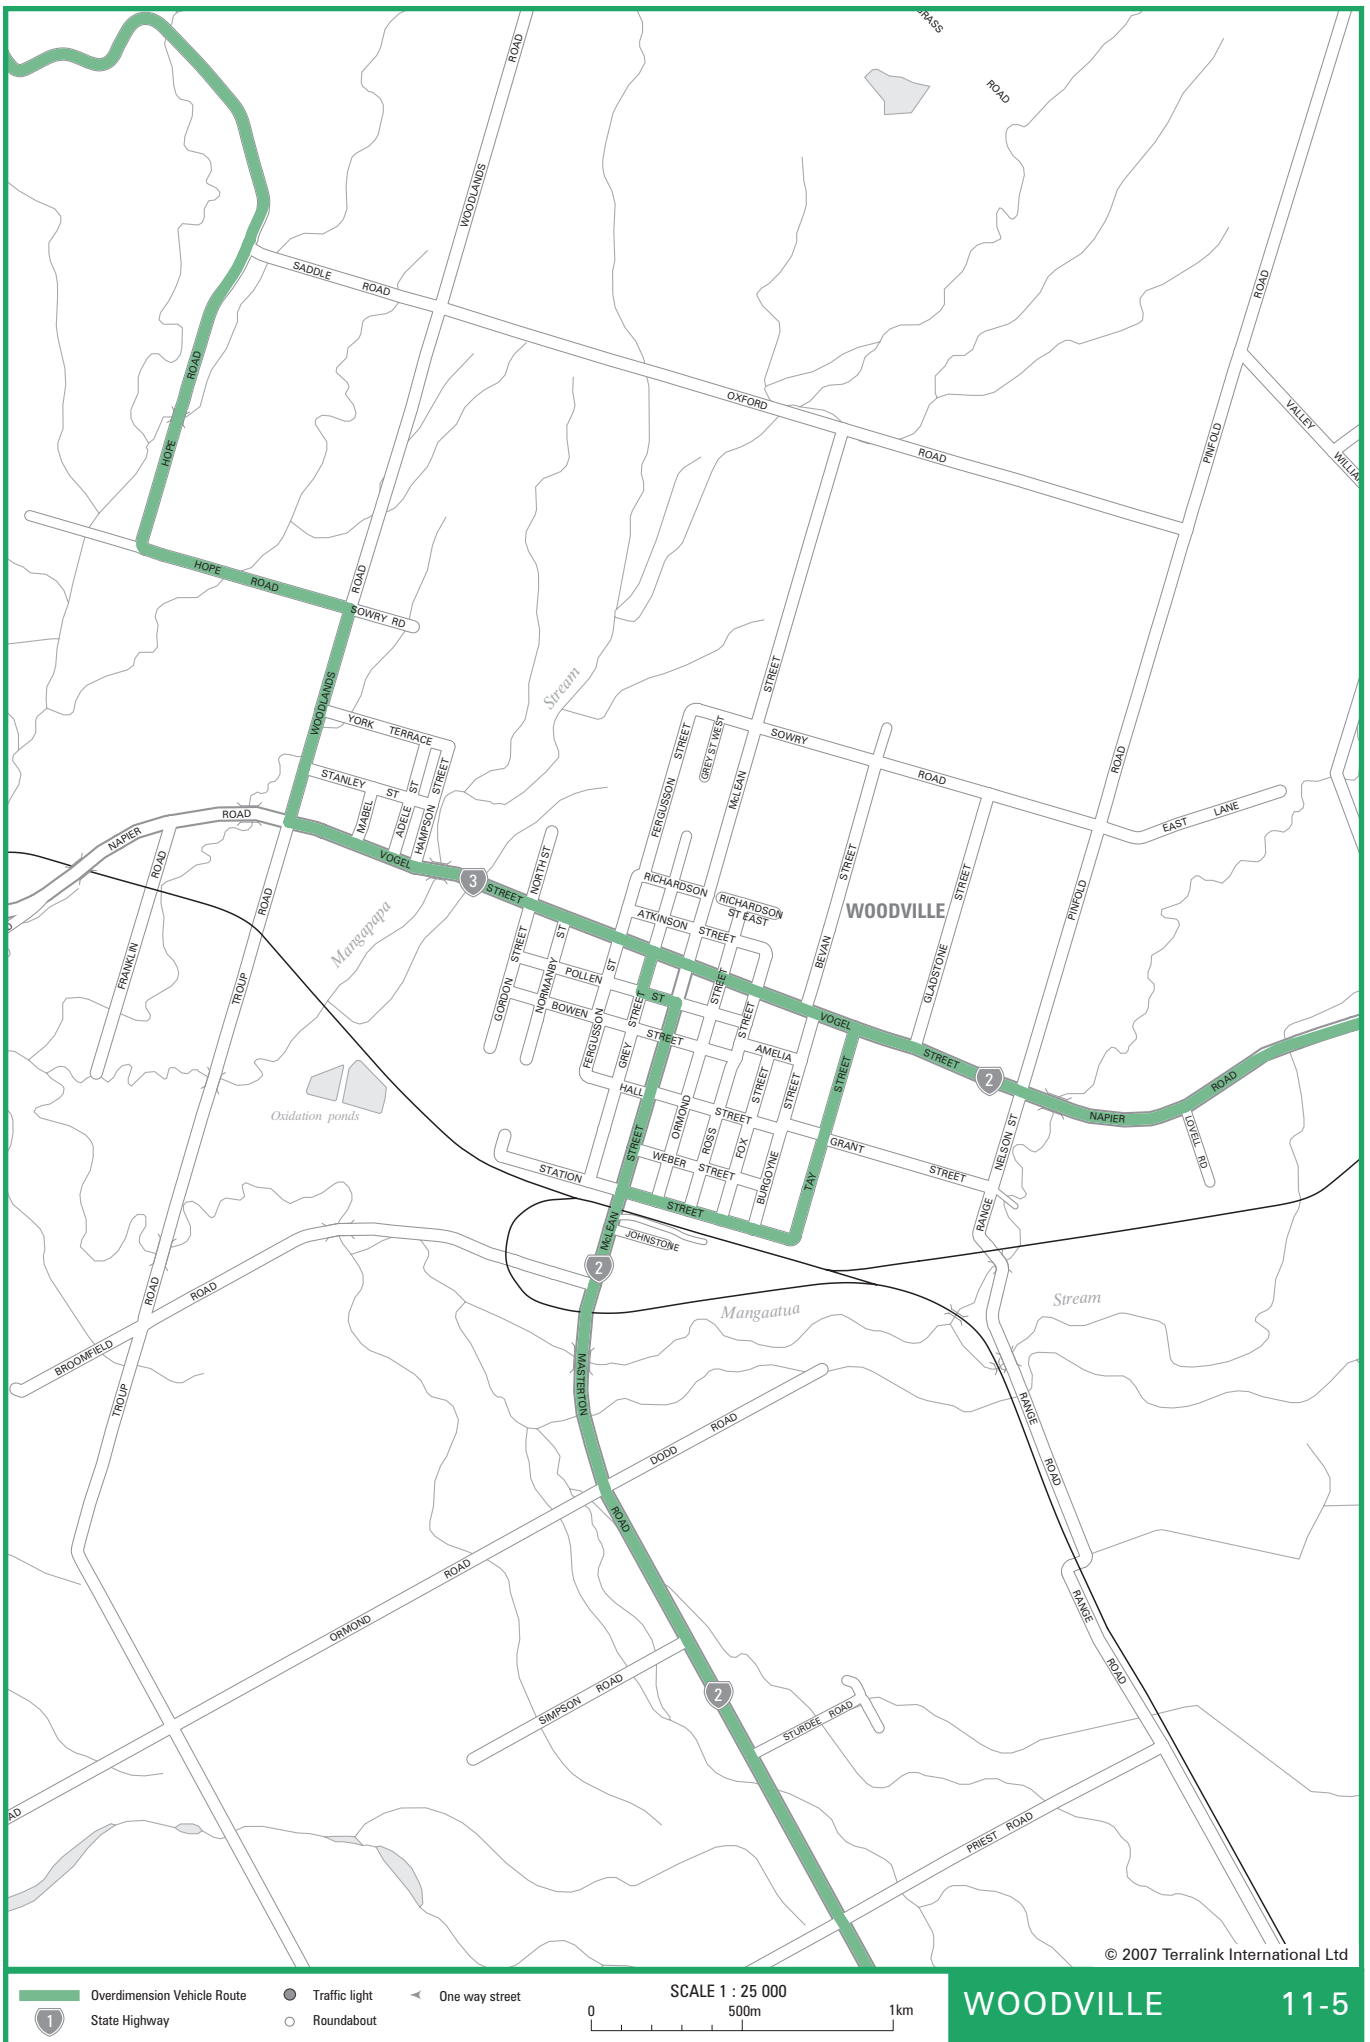 GRASS
ROAD
ROAD
WOODLANDS
SADDLE
ROAD
ROAD
PINFOLD
ROAD
HOPE
OXFORD
ROAD
VALLEY
HOPE
ROAD
ROAD
SOWRY RD
WOODLANDS
Stream
STREET
YORK
TERRACE
STREET
GREY ST WEST
SOWRY
ROAD
ROAD
STANLEY
ST
MABEL
ADELE
ST
HAMPSON
STREET
FERGUSSON
McLEAN
EAST
LANE
NAPIER
ROAD
VOGEL
3
STREET
NORTH ST
ROAD
FRANKLIN
ROAD
TROUP
RICHARDSON
RICHARDSON
ST EAST
ATKINSON
STREET
STREET
BEVAN
WOODVILLE
STREET
GLADSTONE
PINFOLD
Mangapapa
GORDON
STREET
NORMANBY
ST
POLLEN
ST
BOWEN
FERGUSSON
ST
GREY
STREET
STREET
STREET
STREET
VOGEL
STREET
2
AMELIA
STREET
STREET
STREET
NAPIER
ROAD
LOVELL
RD
Oxidation ponds
HALL
STREET
ORMOND
ROSS
FOX
BURGOYNE
WEBER
STREET
STREET
TAY
GRANT
STREET
NELSON ST
RANGE
STATION
STREET
McLEAN
JOHNSTONE
2
Mangaatua
Stream
BROOMFIELD
ROAD
ROAD
TROUP
MASTERTON
DODD
ROAD
RANGE
ROAD
ROAD
ORMOND
ROAD
RANGE
ROAD
SIMPSON
ROAD
2
STURDEE
ROAD
PRIEST
ROAD
© 2007 Terralink International Ltd
Overdimension Vehicle Route
Traffic light
One way street
SCALE 1 : 25 000
0
500m
1km
1
State Highway
Roundabout
WOODVILLE
11-5